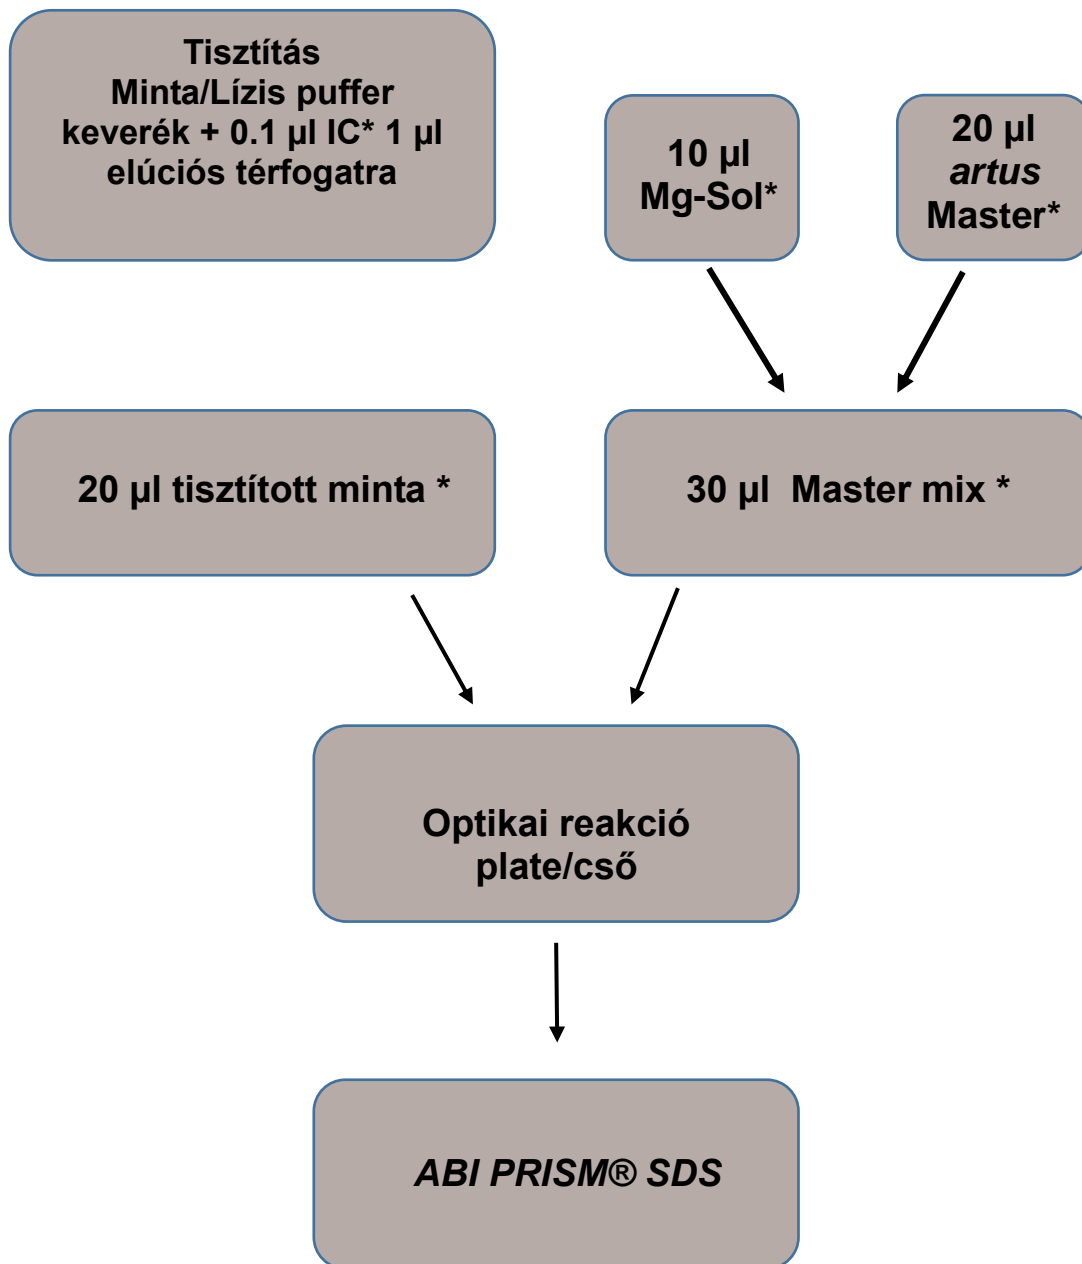 Tisztítás
Minta/Lízis puffer
keverék + 0.1 µl IC* 1 µl
elúciós térfogatra
10 µl
Mg-Sol*
20 µl
artus
Master*
20 µl tisztított minta *
30 µl  Master mix *
Optikai reakció
plate/cső
ABI PRISM® SDS